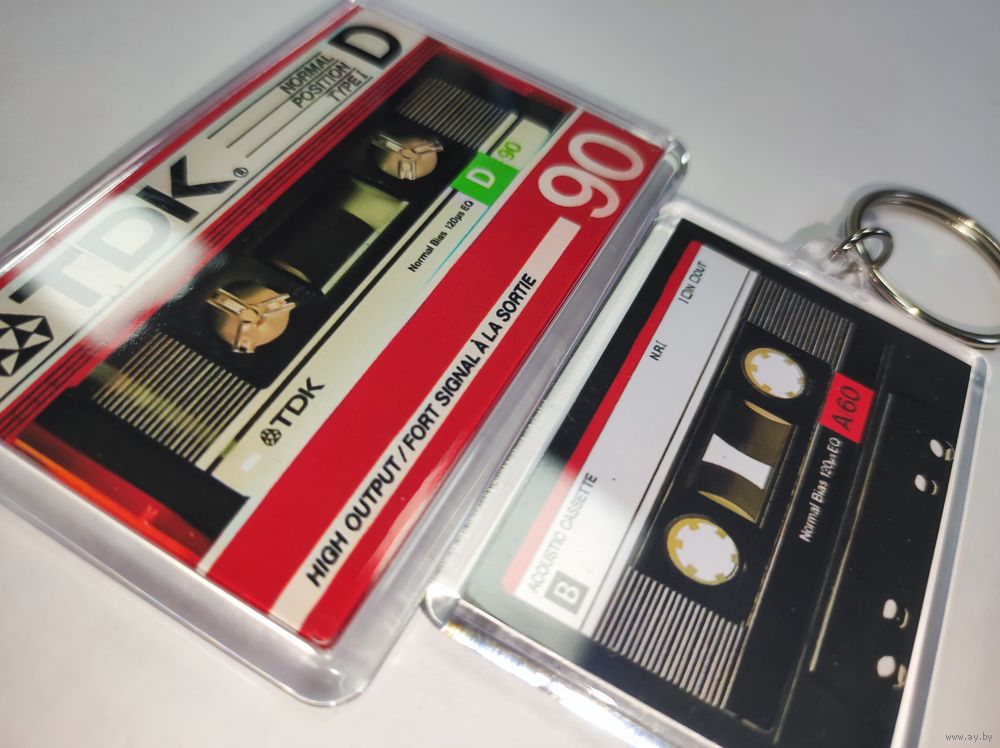 TDK®
NORMAL
POSITION
TYPE I
D
D
90
Normal Bias 120µs EQ
TDK
90
HIGH OUTPUT / FORT SIGNAL À LA SORTIE
ACOUSTIC CASSETTE
B
N.R.
A60
Normal Bias 120µs EQ
www.ay.by